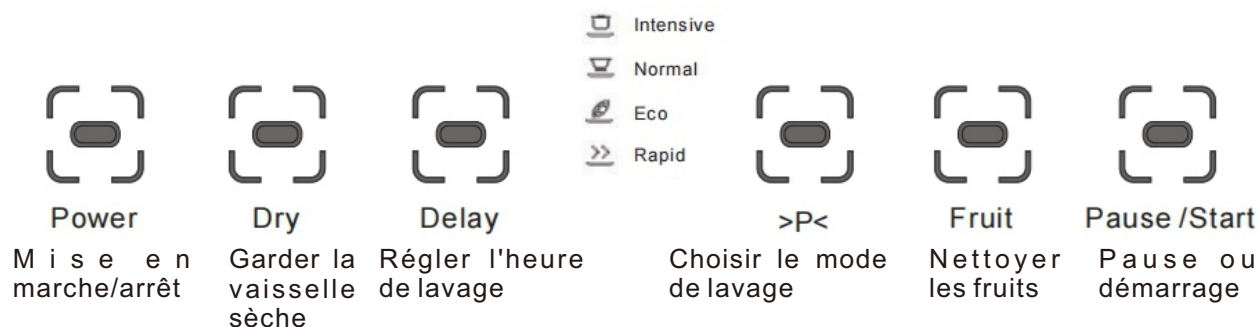 Intensive
Normal
Eco
Rapid
Power
Dry
Delay
>P<
Fruit
Pause /Start
Mise en
marche/arrêt
Garder la
vaisselle
sèche
Régler l'heure
de lavage
Choisir le mode
de lavage
Nettoyer
les fruits
Pause ou
démarrage